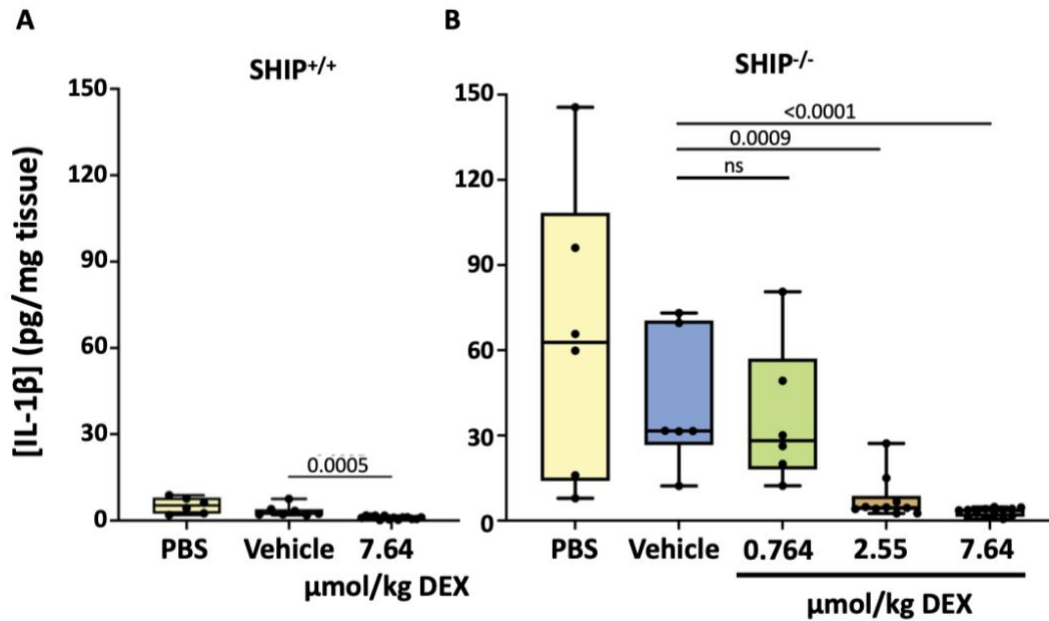 A
B
SHIP+/+
SHIP-/-
[IL-1β] (pg/mg tissue)
150
120
90
60
30
0
0.0005
PBS
Vehicle
7.64
μmol/kg DEX
150
120
90
60
30
0
<0.0001
0.0009
ns
PBS
Vehicle
0.764
2.55
7.64
μmol/kg DEX